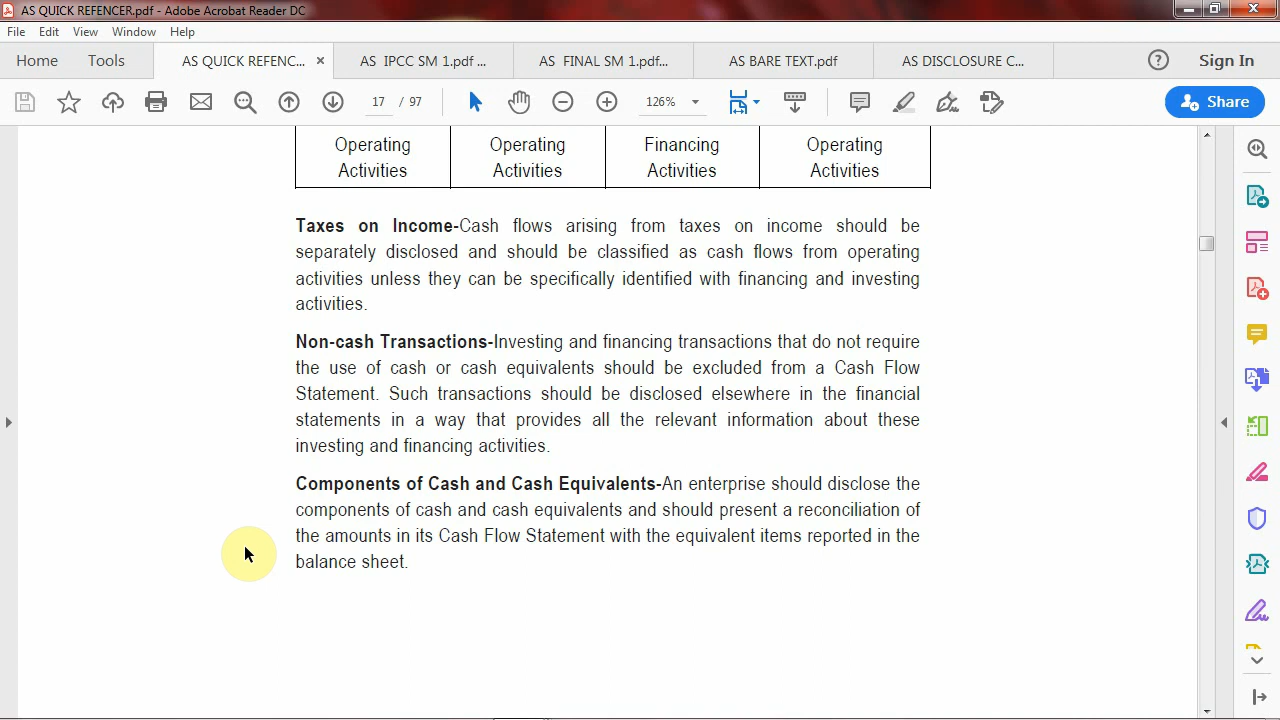 AS QUICK REFENCER.pdf - Adobe Acrobat Reader DC
File Edit View Window Help
Home Tools AS QUICK REFENC... × AS IPCC SM 1.pdf ... AS FINAL SM 1.pdf... AS BARE TEXT.pdf AS DISCLOSURE C... Sign In
17 / 97 126% Share
Operating Operating Financing Operating
Activities Activities Activities Activities
Taxes on Income-Cash flows arising from taxes on income should be
separately disclosed and should be classified as cash flows from operating
activities unless they can be specifically identified with financing and investing
activities.
Non-cash Transactions-Investing and financing transactions that do not require
the use of cash or cash equivalents should be excluded from a Cash Flow
Statement. Such transactions should be disclosed elsewhere in the financial
statements in a way that provides all the relevant information about these
investing and financing activities.
Components of Cash and Cash Equivalents-An enterprise should disclose the
components of cash and cash equivalents and should present a reconciliation of
the amounts in its Cash Flow Statement with the equivalent items reported in the
balance sheet.